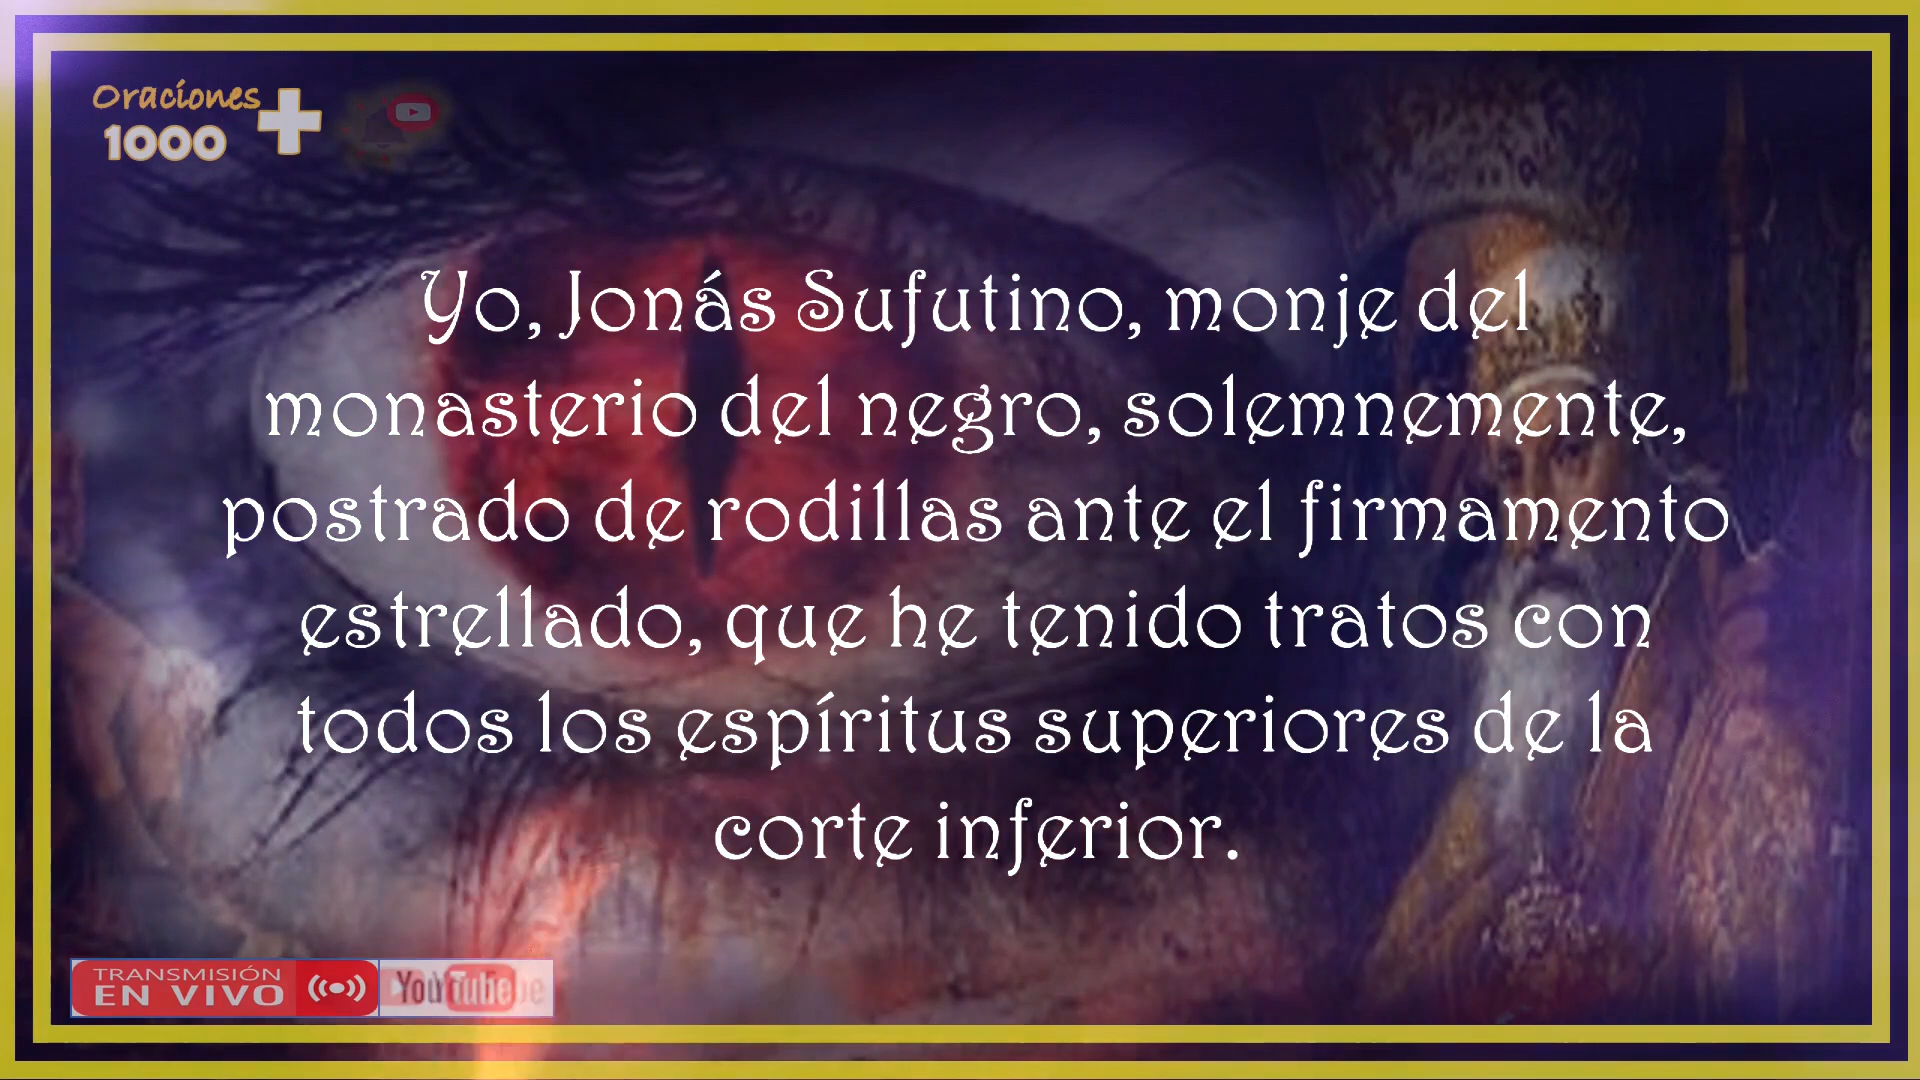 Oraciones
1000+
Yo, Jonás Sufutino, monje del
monasterio del negro, solemnemente,
postrado de rodillas ante el firmamento
estrellado, que he tenido tratos con
todos los espíritus superiores de la
corte inferior.
TRANSMISIÓN
EN VIVO
YouTube